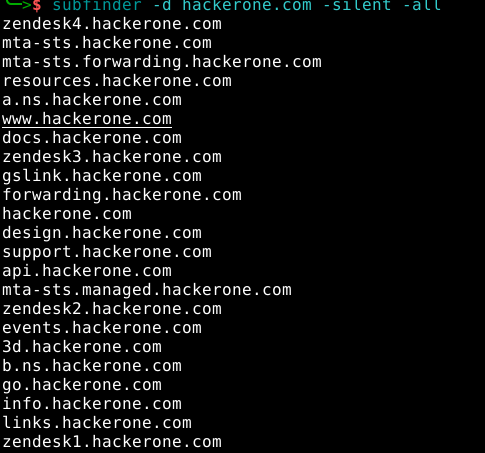 └─>$ subfinder -d hackerone.com -silent -all
zendesk4.hackerone.com
mta-sts.hackerone.com
mta-sts.forwarding.hackerone.com
resources.hackerone.com
a.ns.hackerone.com
www.hackerone.com
docs.hackerone.com
zendesk3.hackerone.com
gslink.hackerone.com
forwarding.hackerone.com
hackerone.com
design.hackerone.com
support.hackerone.com
api.hackerone.com
mta-sts.managed.hackerone.com
zendesk2.hackerone.com
events.hackerone.com
3d.hackerone.com
b.ns.hackerone.com
go.hackerone.com
info.hackerone.com
links.hackerone.com
zendesk1.hackerone.com